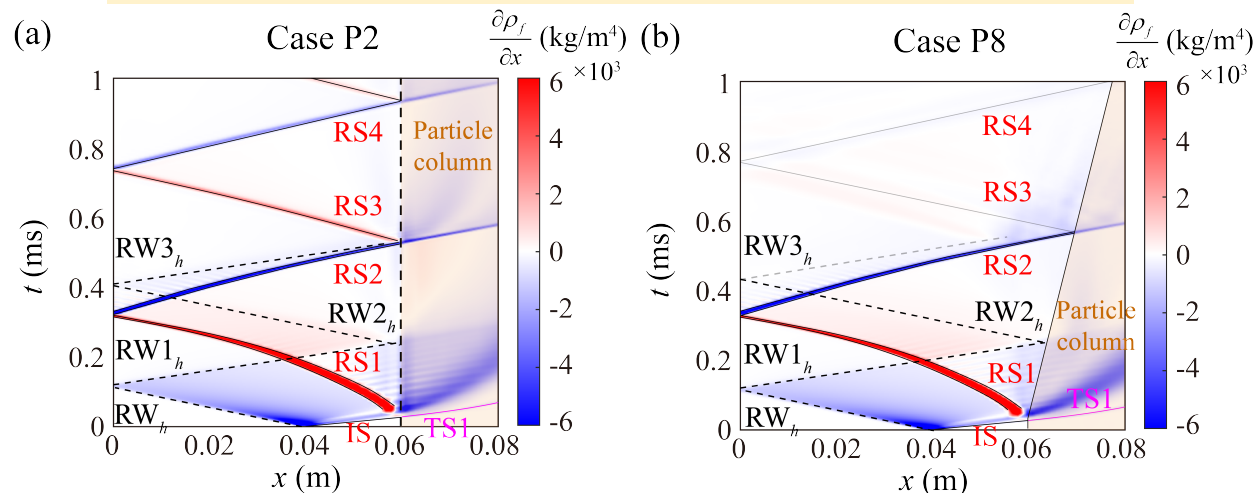 (a)
Case P2
∂ρ_f/∂x (kg/m⁴)
×10³
1
0.8
0.6
0.4
0.2
0
t (ms)
RS4
Particle
column
RS3
RW3_h
RS2
RW2_h
RW1_h
RS1
RW_h
IS
TS1
0
0.02
0.04
0.06
0.08
x (m)
6
4
2
0
-2
-4
-6
(b)
Case P8
∂ρ_f/∂x (kg/m⁴)
×10³
1
0.8
0.6
0.4
0.2
0
t (ms)
RS4
RS3
RW3_h
RS2
RW2_h
Particle
column
RW1_h
RS1
TS1
RW_h
IS
0
0.02
0.04
0.06
0.08
x (m)
6
4
2
0
-2
-4
-6